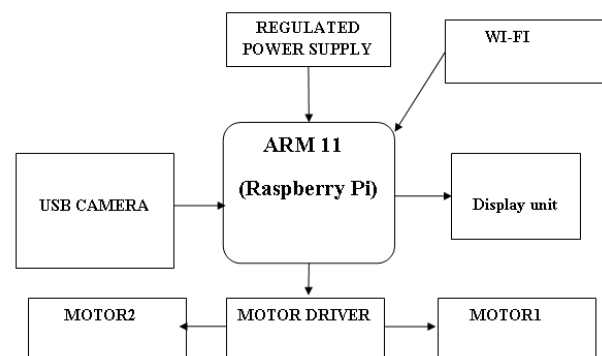 REGULATED
POWER SUPPLY
WI-FI
ARM 11
(Raspberry Pi)
USB CAMERA
Display unit
MOTOR2
MOTOR DRIVER
MOTOR1